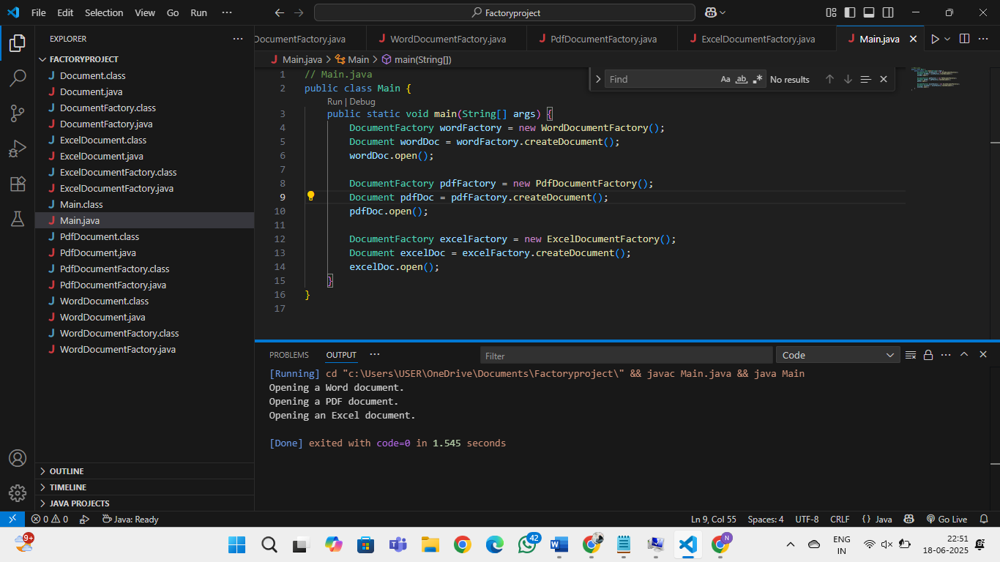 File Edit Selection View Go Run ··· Factoryproject
EXPLORER ···
FACTORYPROJECT
Document.class
Document.java
DocumentFactory.class
DocumentFactory.java
ExcelDocument.class
ExcelDocument.java
ExcelDocumentFactory.class
ExcelDocumentFactory.java
Main.class
Main.java
PdfDocument.class
PdfDocument.java
PdfDocumentFactory.class
PdfDocumentFactory.java
WordDocument.class
WordDocument.java
WordDocumentFactory.class
WordDocumentFactory.java
OUTLINE
TIMELINE
JAVA PROJECTS
DocumentFactory.java WordDocumentFactory.java PdfDocumentFactory.java ExcelDocumentFactory.java Main.java
Main.java > Main > main(String[])
Find Aa ab No results
1 // Main.java
2 public class Main {
Run | Debug
3 public static void main(String[] args) {
4 DocumentFactory wordFactory = new WordDocumentFactory();
5 Document wordDoc = wordFactory.createDocument();
6 wordDoc.open();
7
8 DocumentFactory pdfFactory = new PdfDocumentFactory();
9 Document pdfDoc = pdfFactory.createDocument();
10 pdfDoc.open();
11
12 DocumentFactory excelFactory = new ExcelDocumentFactory();
13 Document excelDoc = excelFactory.createDocument();
14 excelDoc.open();
15 }
16 }
17
PROBLEMS OUTPUT ··· Filter Code
[Running] cd "c:\Users\USER\OneDrive\Documents\Factoryproject\" && javac Main.java && java Main
Opening a Word document.
Opening a PDF document.
Opening an Excel document.
[Done] exited with code=0 in 1.545 seconds
0 0 Java: Ready Ln 9, Col 55 Spaces: 4 UTF-8 CRLF {} Java Go Live
9+ 42 N ENG 22:51
IN 18-06-2025